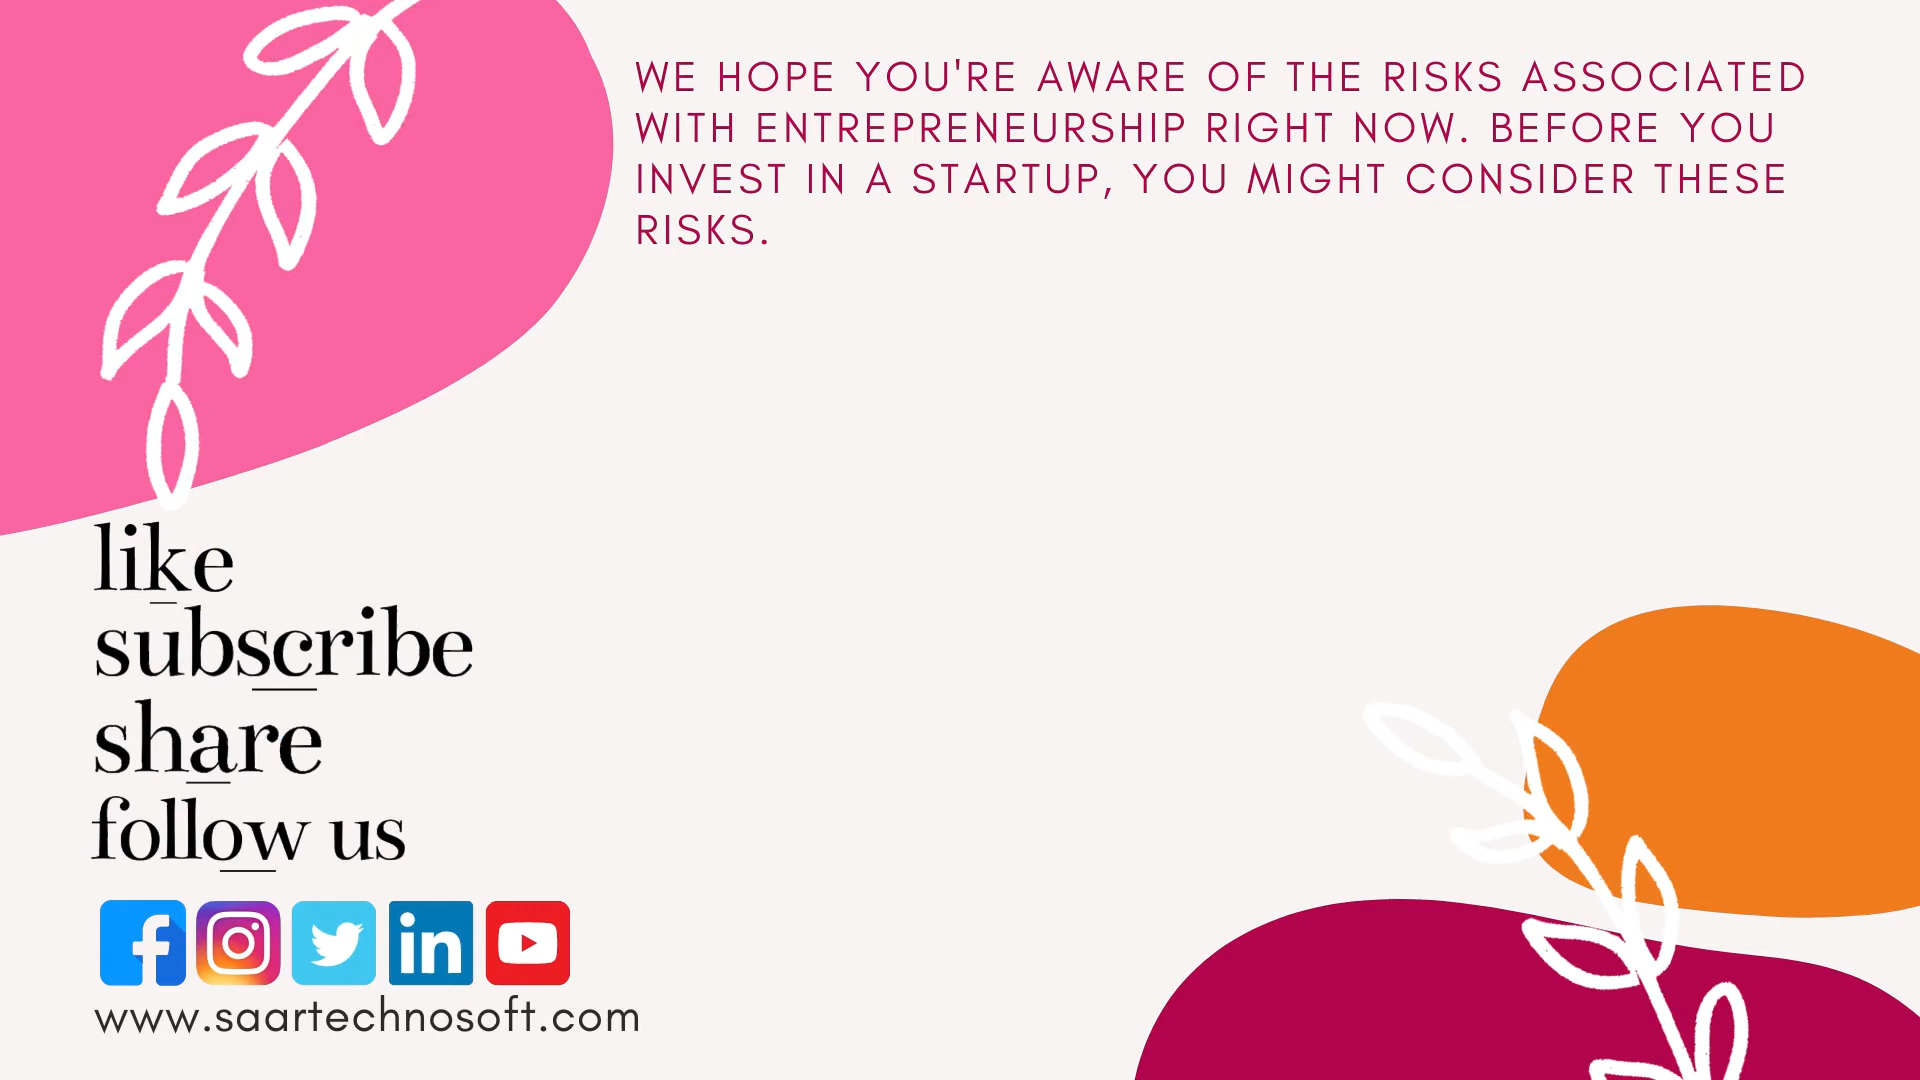 WE HOPE YOU'RE AWARE OF THE RISKS ASSOCIATED
WITH ENTREPRENEURSHIP RIGHT NOW. BEFORE YOU
INVEST IN A STARTUP, YOU MIGHT CONSIDER THESE
RISKS.
like
subscribe
share
follow us
in
www.saartechnosoft.com